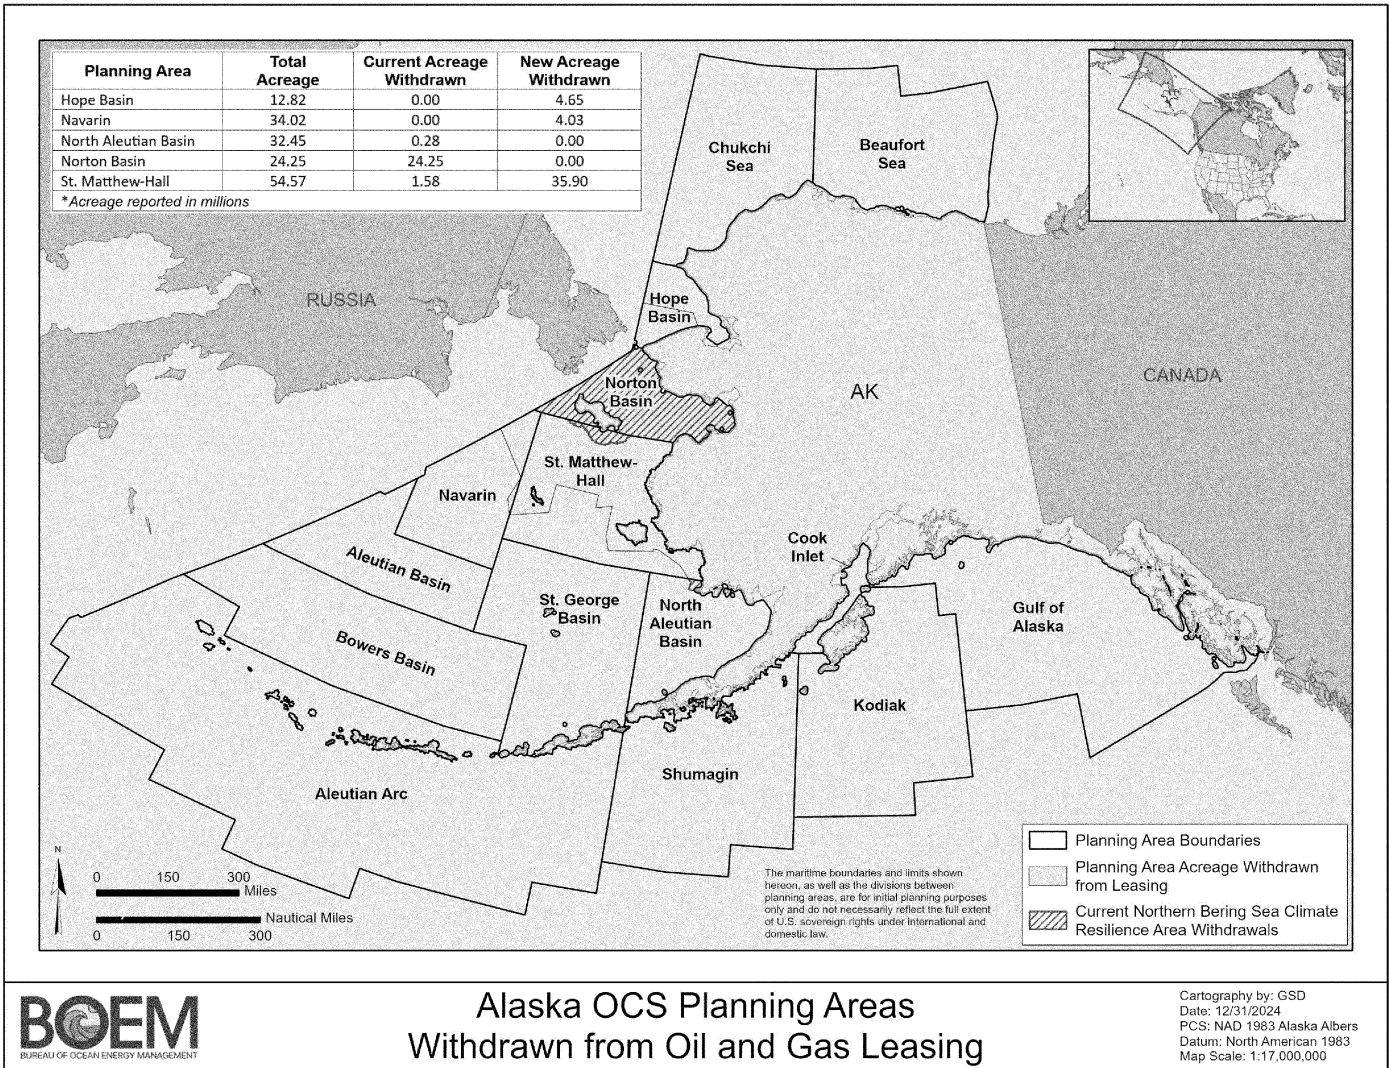 Planning Area Total Acreage Current Acreage Withdrawn New Acreage Withdrawn
Hope Basin 12.82 0.00 4.65
Navarin 34.02 0.00 4.03
North Aleutian Basin 32.45 0.28 0.00
Norton Basin 24.25 24.25 0.00
St. Matthew-Hall 54.57 1.58 35.90
*Acreage reported in millions
Chukchi
Sea
Beaufort
Sea
RUSSIA
Hope
Basin
CANADA
AK
Norton
Basin
St. Matthew-
Hall
Navarin
Cook
Inlet
Aleutian Basin
St. George
Basin
North
Aleutian
Basin
Gulf of
Alaska
Bowers Basin
Kodiak
Shumagin
Aleutian Arc
N
0 150 300
Miles
Nautical Miles
0 150 300
The maritime boundaries and limits shown
hereon, as well as the divisions between
planning areas, are for initial planning purposes
only and do not necessarily reflect the full extent
of U.S. sovereign rights under international and
domestic law.
Planning Area Boundaries
Planning Area Acreage Withdrawn
from Leasing
Current Northern Bering Sea Climate
Resilience Area Withdrawals
BOEM
BUREAU OF OCEAN ENERGY MANAGEMENT
Alaska OCS Planning Areas
Withdrawn from Oil and Gas Leasing
Cartography by: GSD
Date: 12/31/2024
PCS: NAD 1983 Alaska Albers
Datum: North American 1983
Map Scale: 1:17,000,000